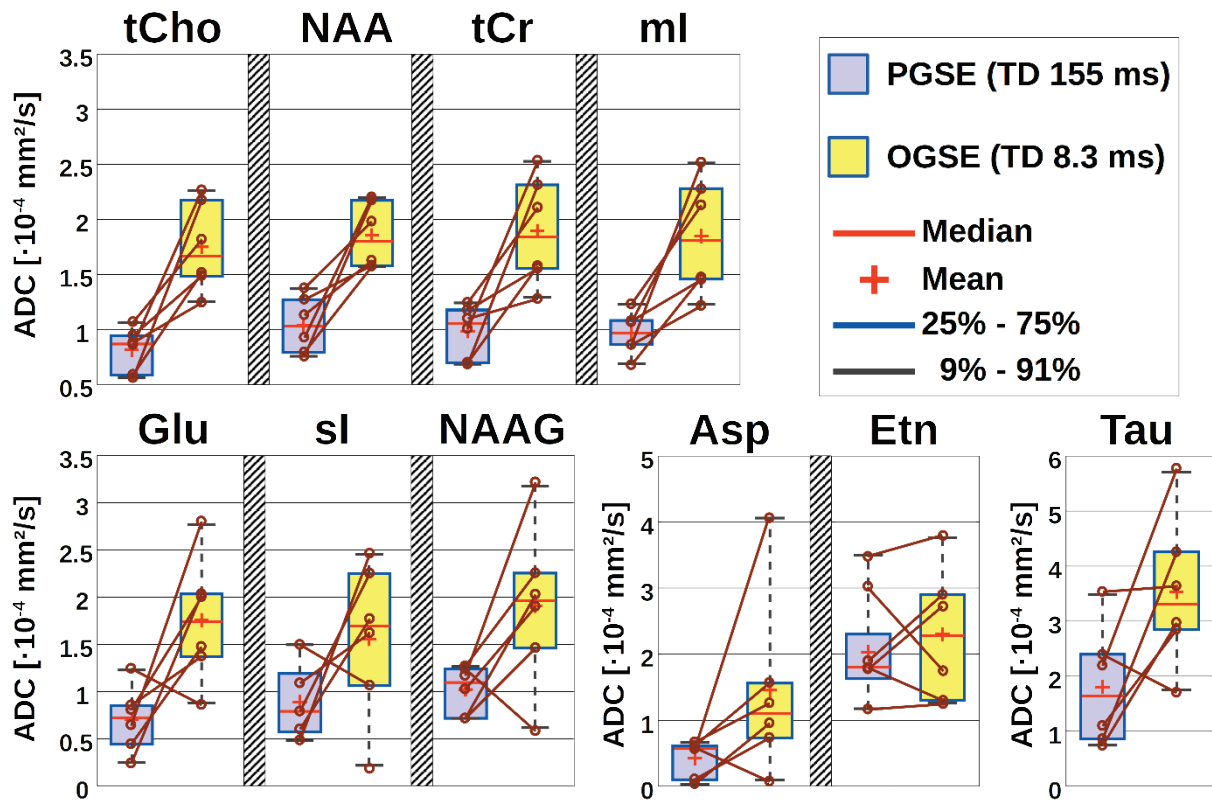 tCho NAA tCr mI
ADC [·10⁻⁴ mm²/s]
3.5
3
2.5
2
1.5
1
0.5
PGSE (TD 155 ms)
OGSE (TD 8.3 ms)
Median
Mean
25% - 75%
9% - 91%
Glu sI NAAG
ADC [·10⁻⁴ mm²/s]
3.5
3
2.5
2
1.5
1
0.5
0
Asp Etn
ADC [·10⁻⁴ mm²/s]
5
4
3
2
1
0
Tau
ADC [·10⁻⁴ mm²/s]
6
5
4
3
2
1
0